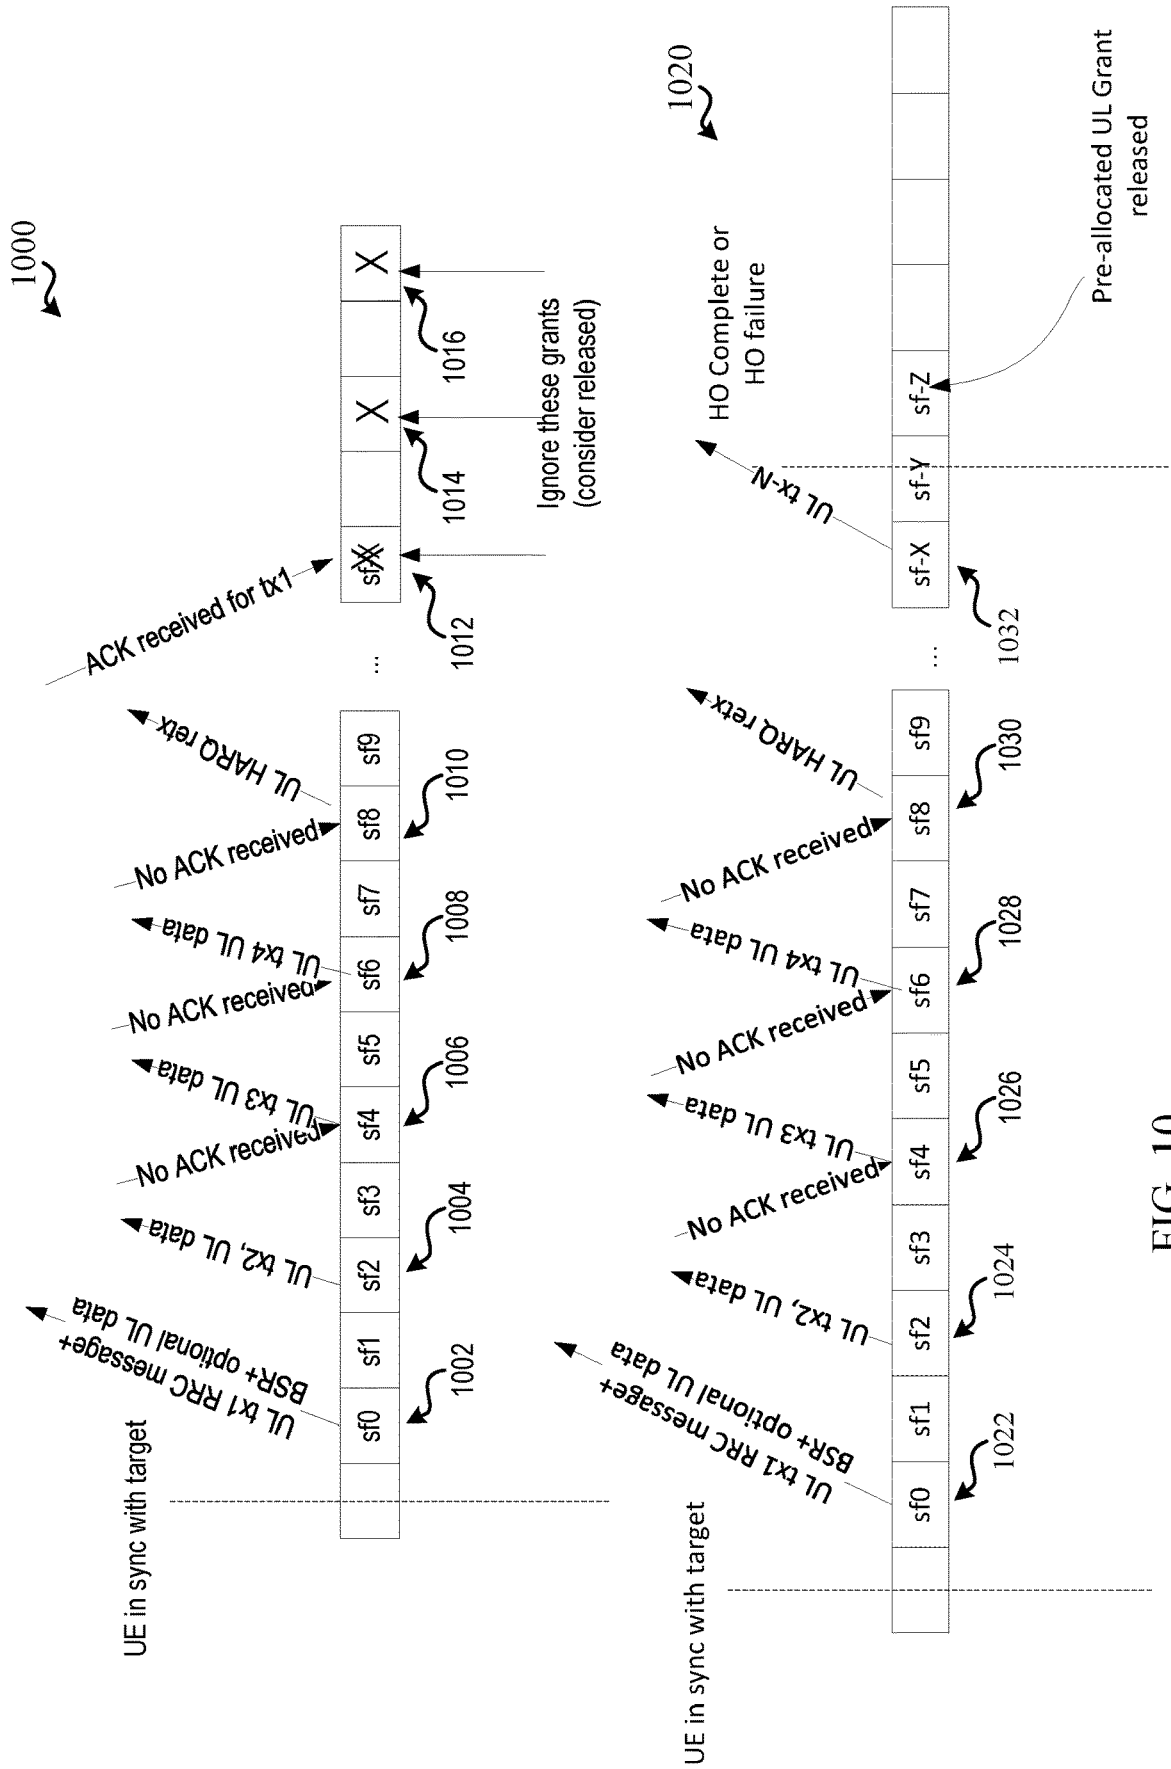 1000
UE in sync with target
UL tx1 RRC message+
BSR+ optional UL data
UL tx2, UL data
No ACK received
UL tx3 UL data
No ACK received
UL tx4 UL data
No ACK received
UL HARQ retx
ACK received for tx1
sf0
sf1
sf2
sf3
sf4
sf5
sf6
sf7
sf8
sf9
...
sf-X
X
X
1002
1004
1006
1008
1010
1012
1014
1016
Ignore these grants
(consider released)
1020
UE in sync with target
UL tx1 RRC message+
BSR+ optional UL data
UL tx2, UL data
No ACK received
UL tx3 UL data
No ACK received
UL tx4 UL data
No ACK received
UL HARQ retx
UL tx-N
HO Complete or
HO failure
sf0
sf1
sf2
sf3
sf4
sf5
sf6
sf7
sf8
sf9
...
sf-X
sf-Y
sf-Z
1022
1024
1026
1028
1030
1032
Pre-allocated UL Grant
released
FIG. 10